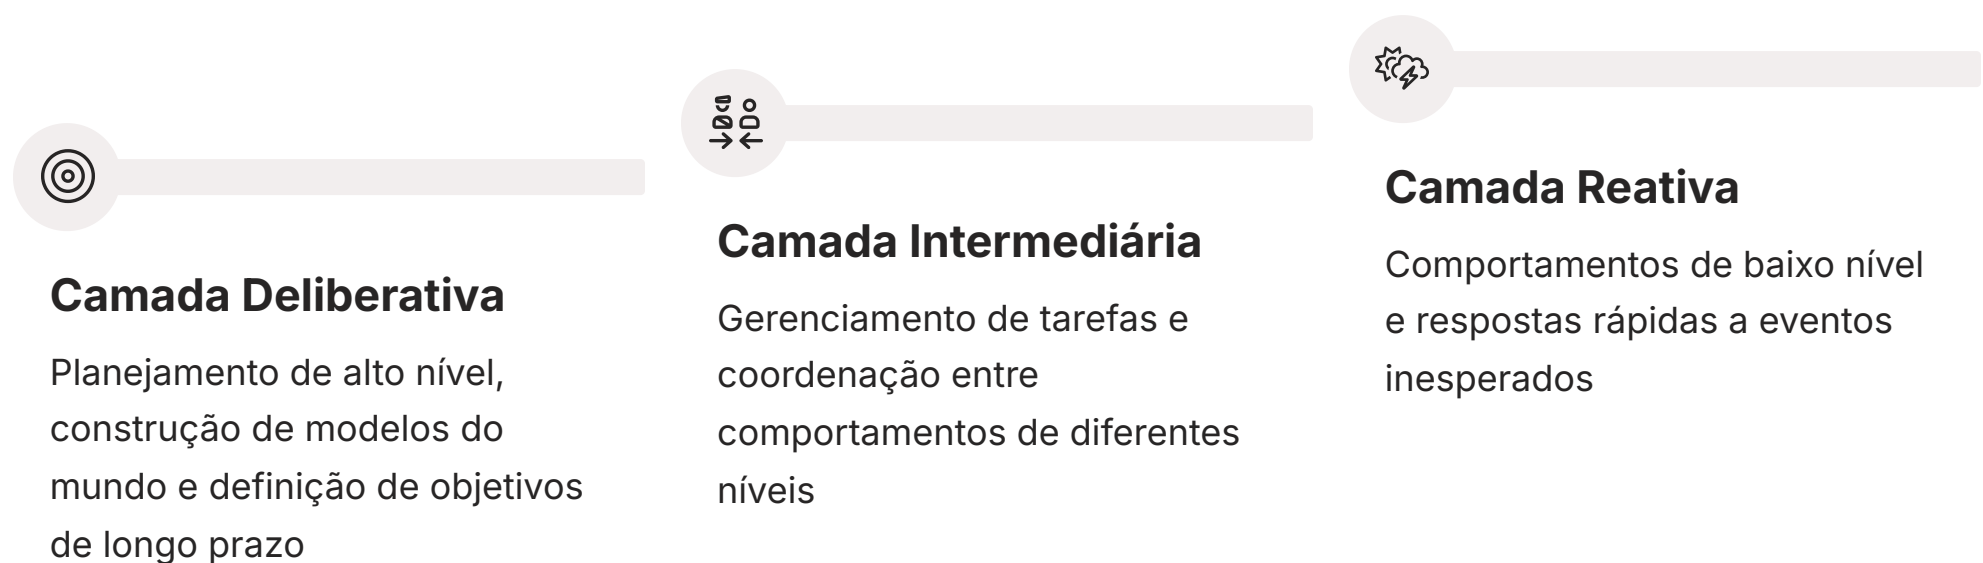 Camada Deliberativa
Planejamento de alto nível,
construção de modelos do
mundo e definição de objetivos
de longo prazo
Camada Intermediária
Gerenciamento de tarefas e
coordenação entre
comportamentos de diferentes
níveis
Camada Reativa
Comportamentos de baixo nível
e respostas rápidas a eventos
inesperados